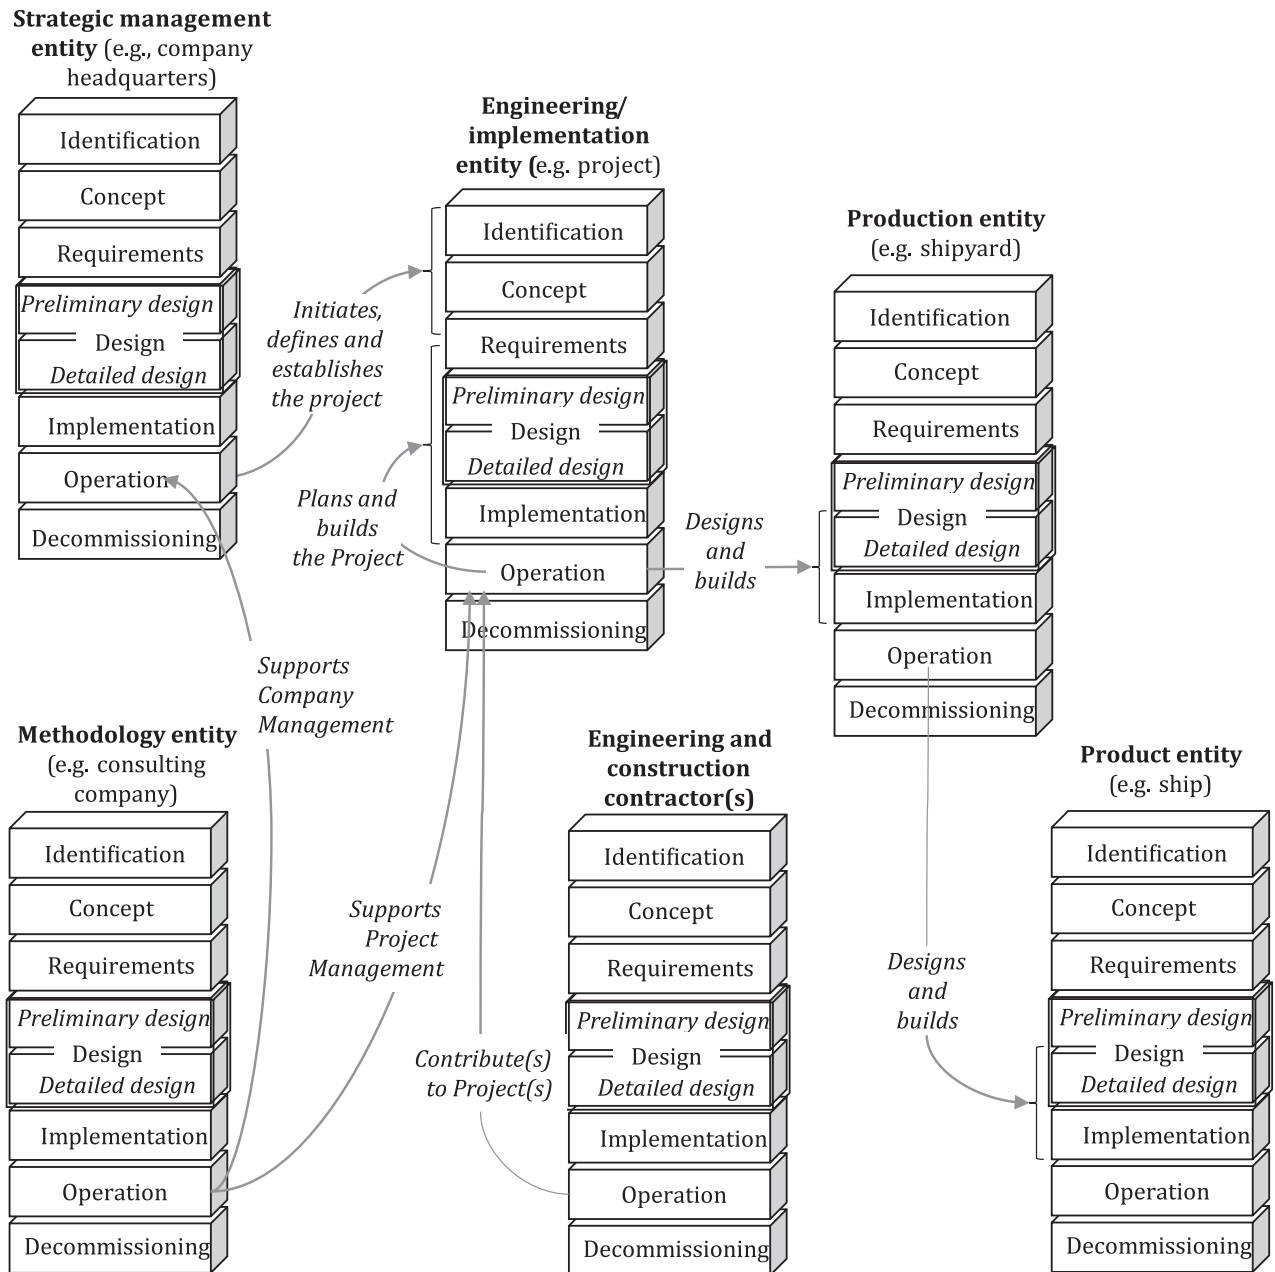 Strategic management
entity (e.g., company
headquarters)
Identification
Concept
Requirements
Preliminary design
Design
Detailed design
Implementation
Operation
Decommissioning
Initiates,
defines and
establishes
the project
Plans and
builds
the Project
Engineering/
implementation
entity (e.g. project)
Identification
Concept
Requirements
Preliminary design
Design
Detailed design
Implementation
Operation
Decommissioning
Designs
and
builds
Production entity
(e.g. shipyard)
Identification
Concept
Requirements
Preliminary design
Design
Detailed design
Implementation
Operation
Decommissioning
Supports
Company
Management
Methodology entity
(e.g. consulting
company)
Identification
Concept
Requirements
Preliminary design
Design
Detailed design
Implementation
Operation
Decommissioning
Supports
Project
Management
Contribute(s)
to Project(s)
Engineering and
construction
contractor(s)
Identification
Concept
Requirements
Preliminary design
Design
Detailed design
Implementation
Operation
Decommissioning
Designs
and
builds
Product entity
(e.g. ship)
Identification
Concept
Requirements
Preliminary design
Design
Detailed design
Implementation
Operation
Decommissioning